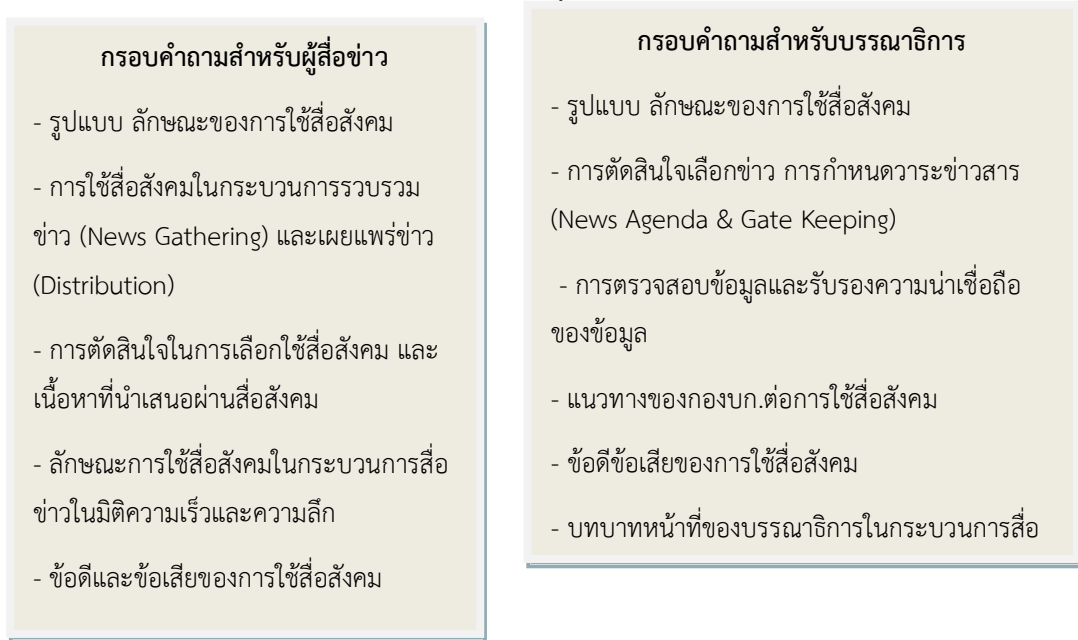 กรอบคำถามสำหรับผู้สื่อข่าว
- รูปแบบ ลักษณะของการใช้สื่อสังคม
- การใช้สื่อสังคมในกระบวนการรวบรวม
ข่าว (News Gathering) และเผยแพร่ข่าว
(Distribution)
- การตัดสินใจในการเลือกใช้สื่อสังคม และ
เนื้อหาที่นำเสนอผ่านสื่อสังคม
- ลักษณะการใช้สื่อสังคมในกระบวนการสื่อ
ข่าวในมิติความเร็วและความลึก
- ข้อดีและข้อเสียของการใช้สื่อสังคม
กรอบคำถามสำหรับบรรณาธิการ
- รูปแบบ ลักษณะของการใช้สื่อสังคม
- การตัดสินใจเลือกข่าว การกำหนดวาระข่าวสาร
(News Agenda & Gate Keeping)
- การตรวจสอบข้อมูลและรับรองความน่าเชื่อถือ
ของข้อมูล
- แนวทางของกองบก.ต่อการใช้สื่อสังคม
- ข้อดีข้อเสียของการใช้สื่อสังคม
- บทบาทหน้าที่ของบรรณาธิการในกระบวนการสื่อ